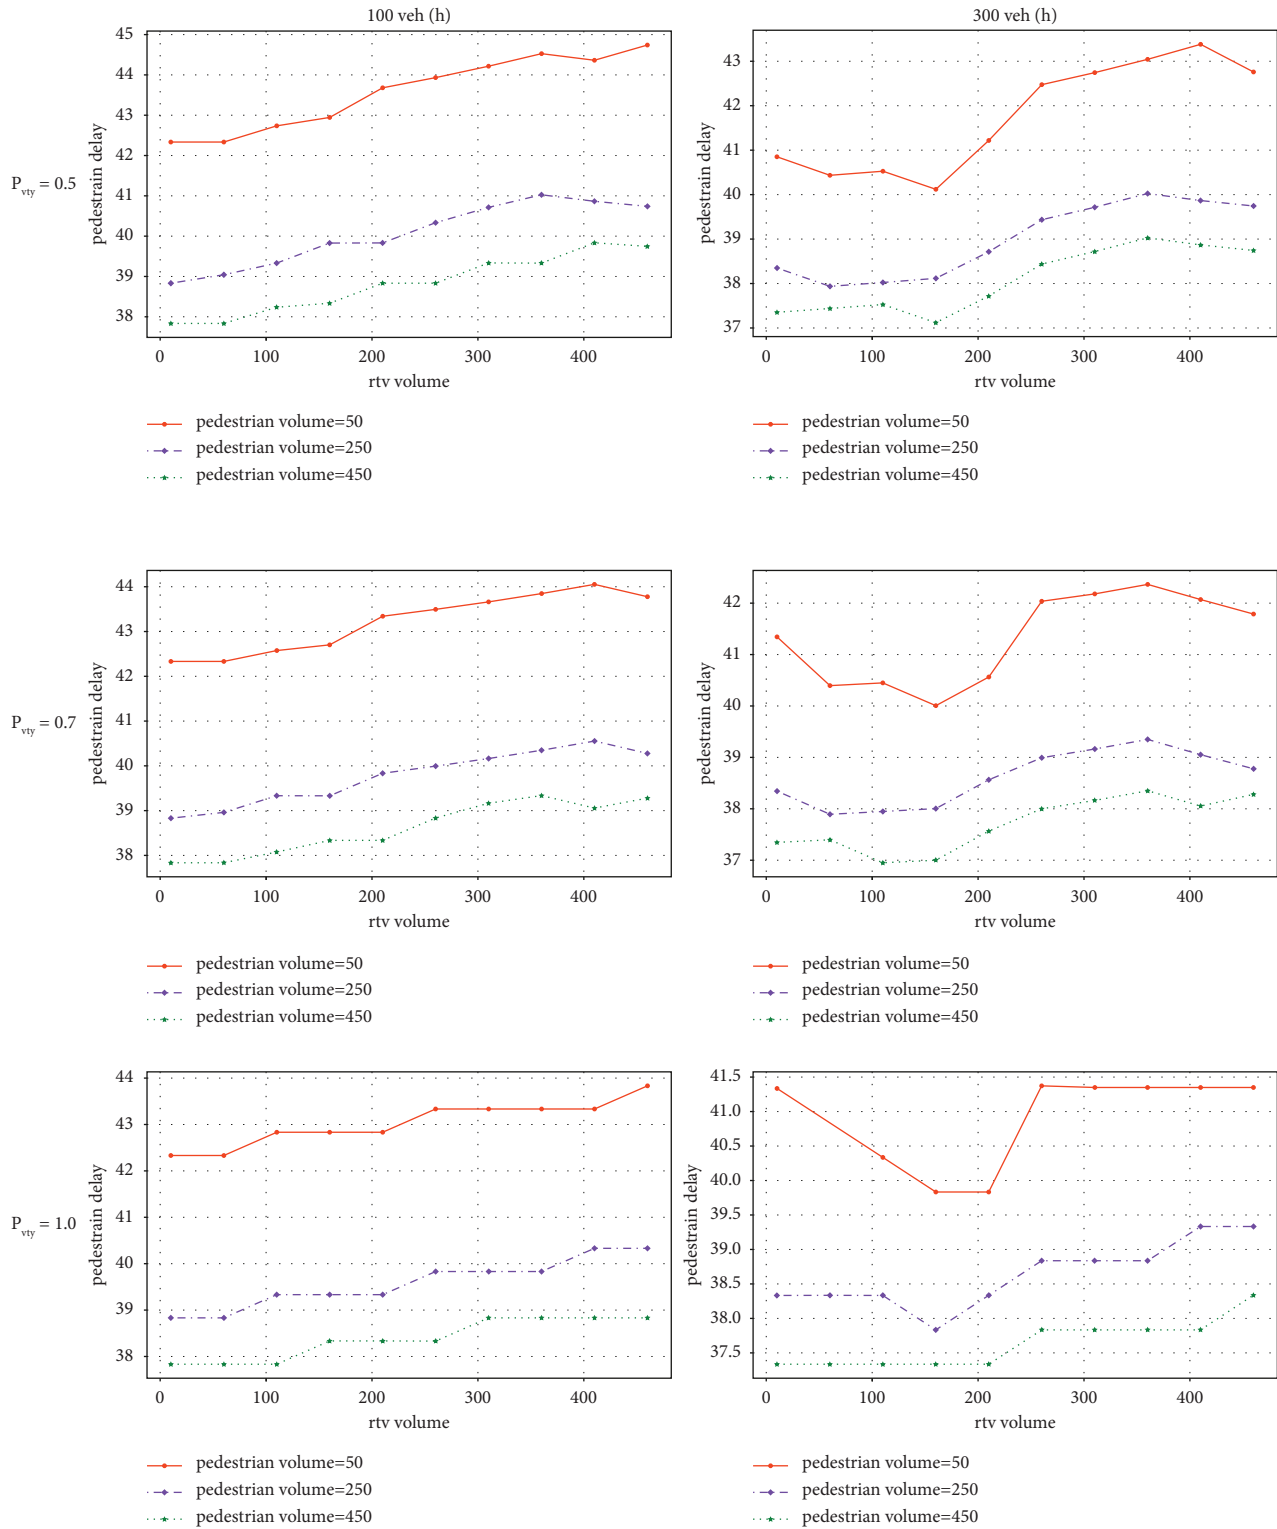 100 veh (h)
300 veh (h)
P_vty = 0.5
pedestrain delay
45
44
43
42
41
40
39
38
0 100 200 300 400
rtv volume
pedestrian volume=50
pedestrian volume=250
pedestrian volume=450
pedestrain delay
43
42
41
40
39
38
37
0 100 200 300 400
rtv volume
pedestrian volume=50
pedestrian volume=250
pedestrian volume=450
P_vty = 0.7
pedestrain delay
44
43
42
41
40
39
38
0 100 200 300 400
rtv volume
pedestrian volume=50
pedestrian volume=250
pedestrian volume=450
pedestrain delay
42
41
40
39
38
37
0 100 200 300 400
rtv volume
pedestrian volume=50
pedestrian volume=250
pedestrian volume=450
P_vty = 1.0
pedestrain delay
44
43
42
41
40
39
38
0 100 200 300 400
rtv volume
pedestrian volume=50
pedestrian volume=250
pedestrian volume=450
pedestrain delay
41.5
41.0
40.5
40.0
39.5
39.0
38.5
38.0
37.5
0 100 200 300 400
rtv volume
pedestrian volume=50
pedestrian volume=250
pedestrian volume=450